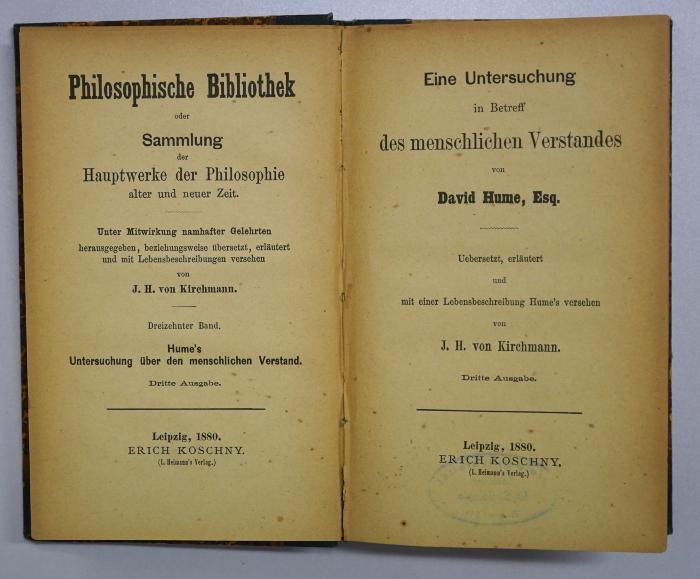 Philosophische Bibliothek
oder
Sammlung
der
Hauptwerke der Philosophie
alter und neuer Zeit.
Unter Mitwirkung namhafter Gelehrten
herausgegeben, beziehungsweise übersetzt, erläutert
und mit Lebensbeschreibungen versehen
von
J. H. von Kirchmann.
Dreizehnter Band.
Hume's
Untersuchung über den menschlichen Verstand.
Dritte Ausgabe.
Leipzig, 1880.
ERICH KOSCHNY.
(L. Heimann's Verlag.)
Eine Untersuchung
in Betreff
des menschlichen Verstandes
von
David Hume, Esq.
Uebersetzt, erläutert
und
mit einer Lebensbeschreibung Hume's versehen
von
J. H. von Kirchmann.
Dritte Ausgabe.
Leipzig, 1880.
ERICH KOSCHNY.
(L. Heimann's Verlag.)